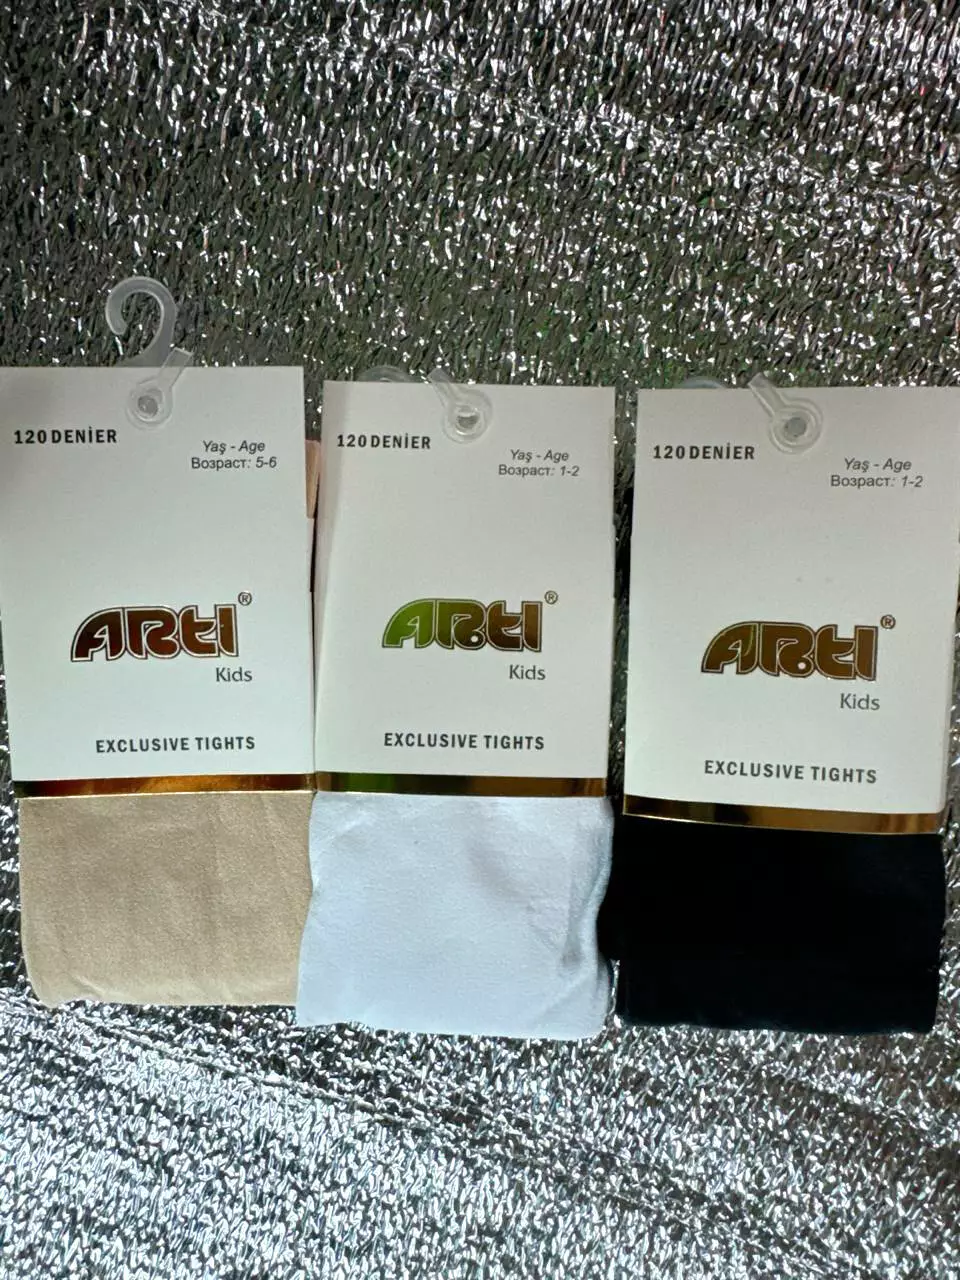 120 DENİER
Yaş - Age
Возраст: 5-6
ARTI®
Kids
EXCLUSIVE TIGHTS
120 DENİER
Yaş - Age
Возраст: 1-2
ARTI®
Kids
EXCLUSIVE TIGHTS
120 DENİER
Yaş - Age
Возраст: 1-2
ARTI®
Kids
EXCLUSIVE TIGHTS